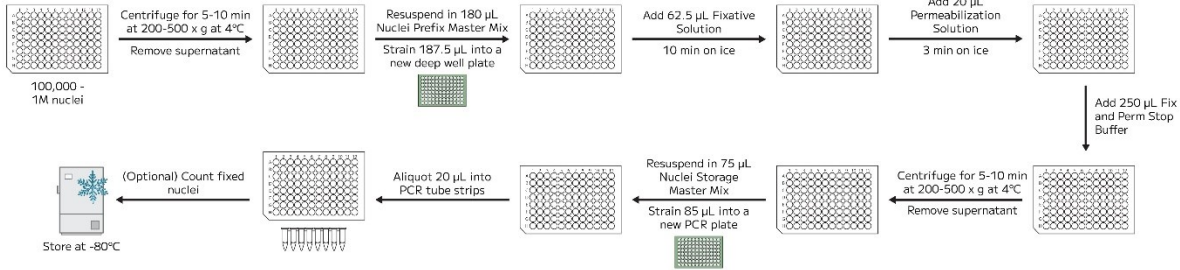 100,000 -
1M nuclei
Centrifuge for 5-10 min
at 200-500 x g at 4°C
Remove supernatant
Resuspend in 180 µL
Nuclei Prefix Master Mix
Strain 187.5 µL into a
new deep well plate
Add 62.5 µL Fixative
Solution
10 min on ice
Add 20 µL
Permeabilization
Solution
3 min on ice
Add 250 µL Fix
and Perm Stop
Buffer
Centrifuge for 5-10 min
at 200-500 x g at 4°C
Remove supernatant
Resuspend in 75 µL
Nuclei Storage
Master Mix
Strain 85 µL into a
new PCR plate
Aliquot 20 µL into
PCR tube strips
(Optional) Count fixed
nuclei
Store at -80°C